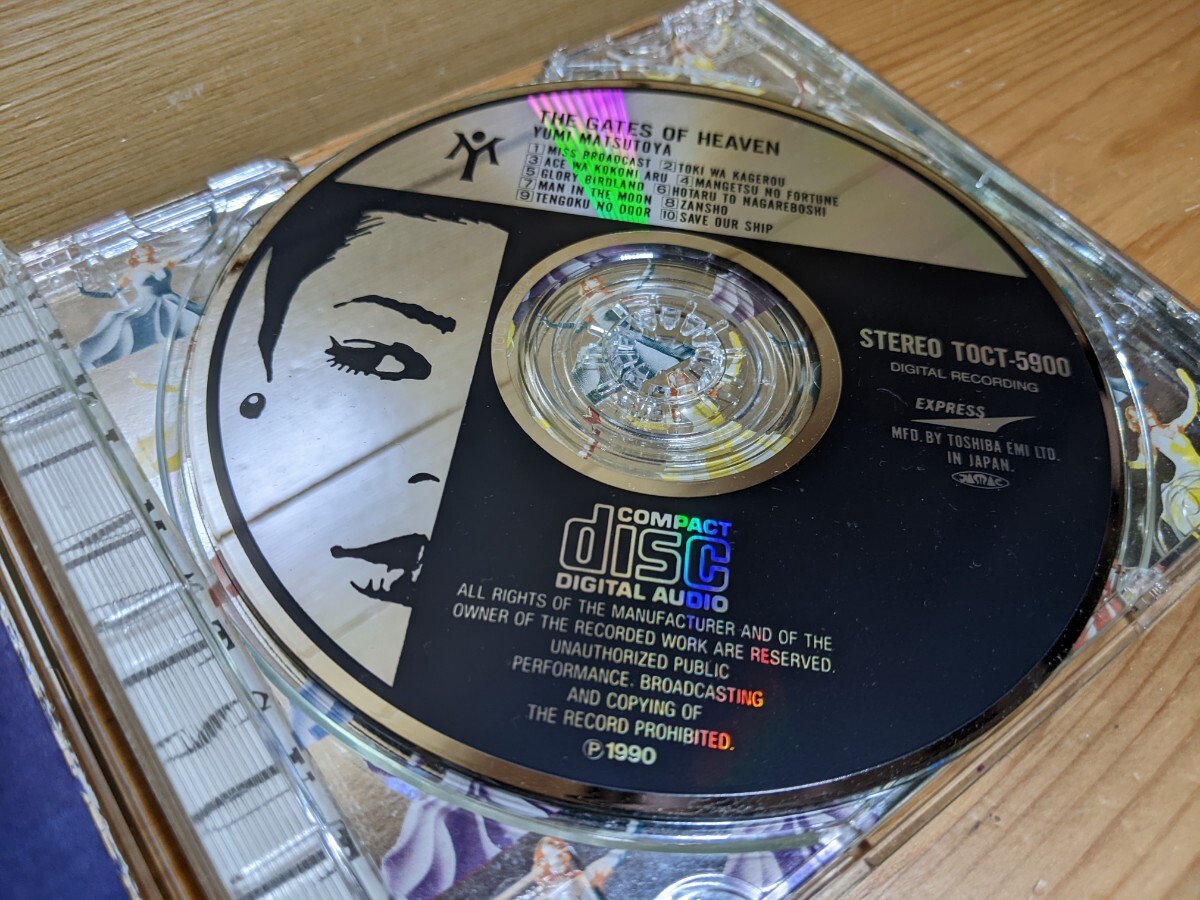 THE GATES OF HEAVEN
YUMI MATSUTOYA
1 MISS BROADCAST 2 TOKI WA KAGEROU
3 ACE WA KOKONI ARU 4 MANGETSU NO FORTUNE
5 GLORY BIRDLAND 6 HOTARU TO NAGAREBOSHI
7 MAN IN THE MOON 8 ZANSHO
9 TENGOKU NO DOOR 10 SAVE OUR SHIP
STEREO TOCT-5900
DIGITAL RECORDING
EXPRESS
MFD. BY TOSHIBA EMI LTD.
IN JAPAN.
JASRAC
COMPACT
disc
DIGITAL AUDIO
ALL RIGHTS OF THE MANUFACTURER AND OF THE
OWNER OF THE RECORDED WORK ARE RESERVED.
UNAUTHORIZED PUBLIC
PERFORMANCE. BROADCASTING
AND COPYING OF
THE RECORD PROHIBITED.
Ⓟ1990